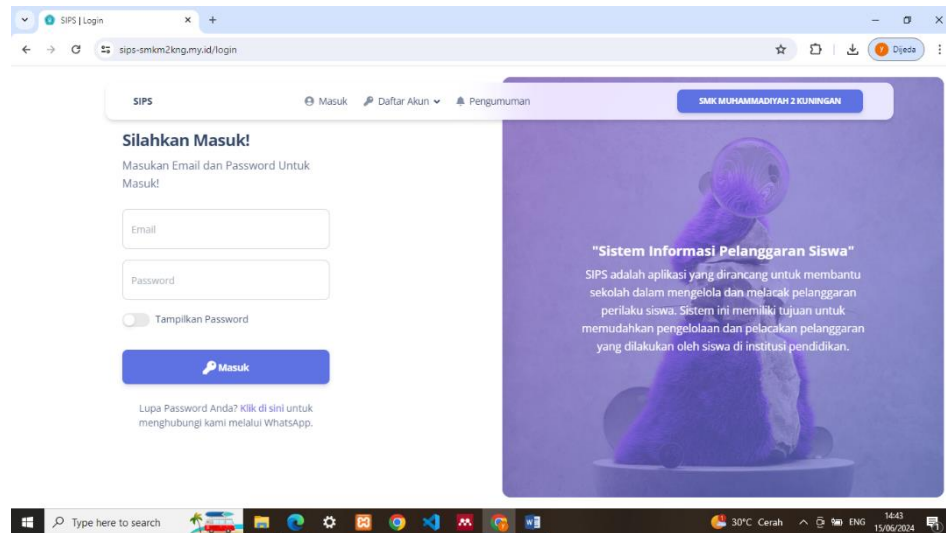 SIPS | Login
sips-smkm2kng.my.id/login
Dijeda
SIPS
Masuk
Daftar Akun
Pengumuman
SMK MUHAMMADIYAH 2 KUNINGAN
Silahkan Masuk!
Masukan Email dan Password Untuk
Masuk!
Email
Password
Tampilkan Password
Masuk
Lupa Password Anda? Klik di sini untuk
menghubungi kami melalui WhatsApp.
"Sistem Informasi Pelanggaran Siswa"
SIPS adalah aplikasi yang dirancang untuk membantu
sekolah dalam mengelola dan melacak pelanggaran
perilaku siswa. Sistem ini memiliki tujuan untuk
memudahkan pengelolaan dan pelacakan pelanggaran
yang dilakukan oleh siswa di institusi pendidikan.
Type here to search
30°C Cerah
ENG
14:43
15/06/2024